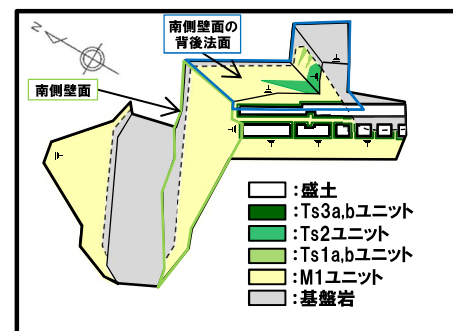 N
南側壁面の
背後法面
南側壁面
:盛土
:Ts3a,bユニット
:Ts2ユニット
:Ts1a,bユニット
:M1ユニット
:基盤岩